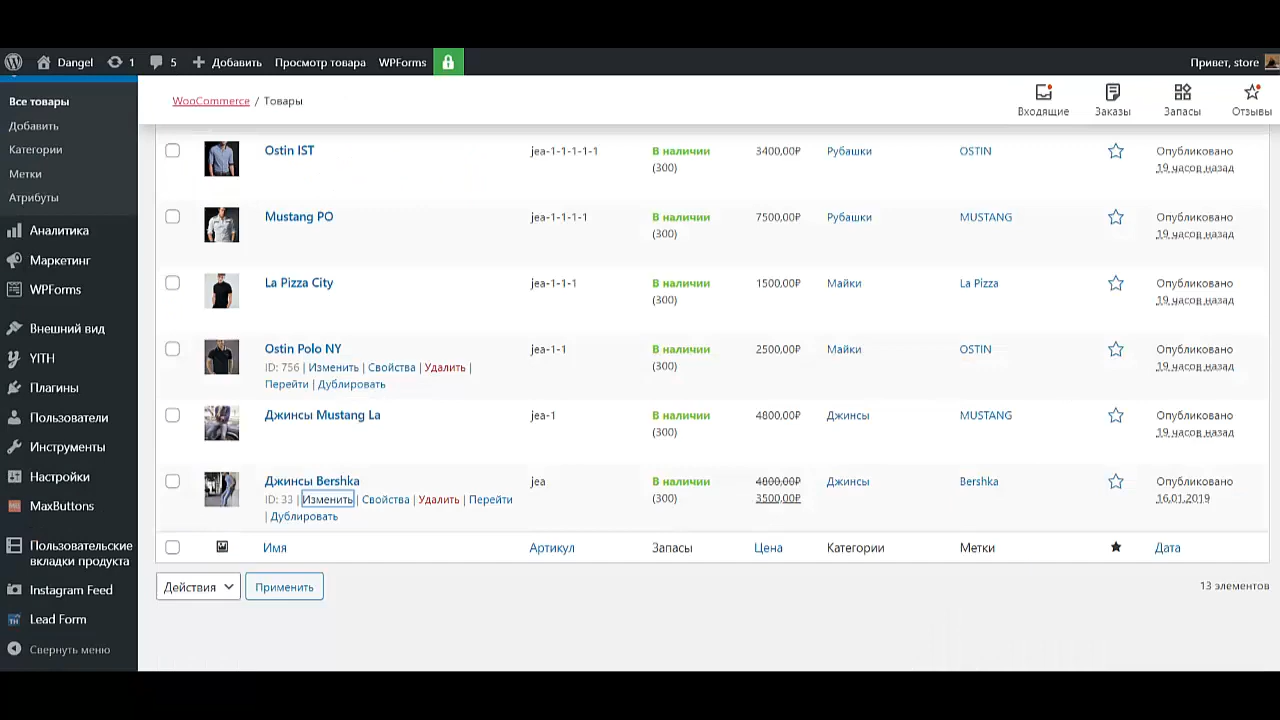 Dangel 1 5 Добавить Просмотр товара WPForms Привет, store
Все товары
Добавить
Категории
Метки
Атрибуты
Аналитика
Маркетинг
WPForms
Внешний вид
YITH
Плагины
Пользователи
Инструменты
Настройки
MaxButtons
Пользовательские
вкладки продукта
Instagram Feed
Lead Form
Свернуть меню
WooCommerce / Товары
Входящие Заказы Запасы Отзывы
Ostin IST jea-1-1-1-1-1 В наличии 3400,00₽ Рубашки OSTIN Опубликовано
(300) 19 часов назад
Mustang PO jea-1-1-1-1 В наличии 7500,00₽ Рубашки MUSTANG Опубликовано
(300) 19 часов назад
La Pizza City jea-1-1-1 В наличии 1500,00₽ Майки La Pizza Опубликовано
(300) 19 часов назад
Ostin Polo NY jea-1-1 В наличии 2500,00₽ Майки OSTIN Опубликовано
ID: 756 | Изменить | Свойства | Удалить | (300) 19 часов назад
Перейти | Дублировать
Джинсы Mustang La jea-1 В наличии 4800,00₽ Джинсы MUSTANG Опубликовано
(300) 19 часов назад
Джинсы Bershka jea В наличии 4800,00₽ Джинсы Bershka Опубликовано
ID: 33 | Изменить | Свойства | Удалить | Перейти (300) 3500,00₽ 16.01.2019
| Дублировать
Имя Артикул Запасы Цена Категории Метки Дата
Действия Применить 13 элементов